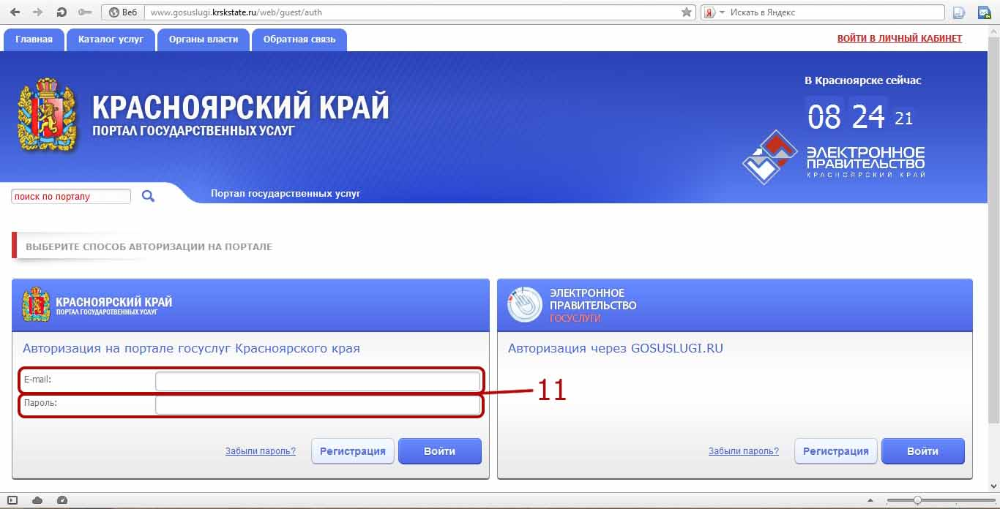 Веб
www.gosuslugi.krskstate.ru/web/guest/auth
Я
Искать в Яндекс
Главная
Каталог услуг
Органы власти
Обратная связь
ВОЙТИ В ЛИЧНЫЙ КАБИНЕТ
КРАСНОЯРСКИЙ КРАЙ
ПОРТАЛ ГОСУДАРСТВЕННЫХ УСЛУГ
В Красноярске сейчас
08 24 21
ЭЛЕКТРОННОЕ
ПРАВИТЕЛЬСТВО
КРАСНОЯРСКИЙ КРАЙ
поиск по порталу
Портал государственных услуг
ВЫБЕРИТЕ СПОСОБ АВТОРИЗАЦИИ НА ПОРТАЛЕ
КРАСНОЯРСКИЙ КРАЙ
ПОРТАЛ ГОСУДАРСТВЕННЫХ УСЛУГ
Авторизация на портале госуслуг Красноярского края
E-mail:
Пароль:
11
Забыли пароль?
Регистрация
Войти
ЭЛЕКТРОННОЕ
ПРАВИТЕЛЬСТВО
ГОСУСЛУГИ
Авторизация через GOSUSLUGI.RU
Забыли пароль?
Регистрация
Войти